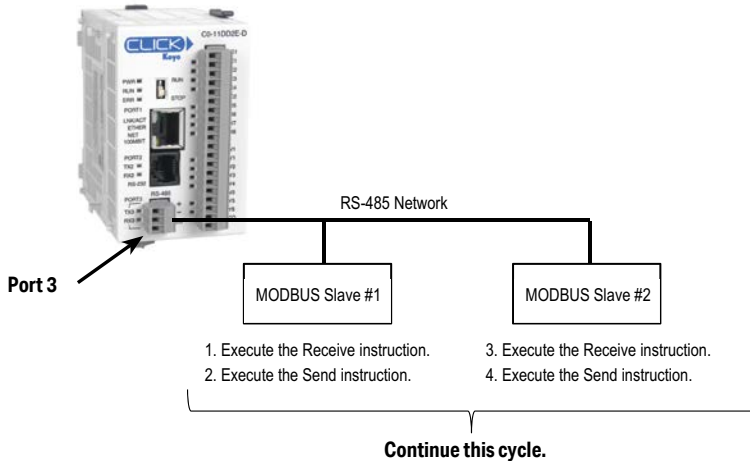 CLICK
Koyo
C0-11DD2E-D
PWR
RUN
RUN
ERR
STOP
PORT1
LNK/ACT
ETHER
NET
100MBIT
PORT2
TX2
RX2
RS-232
RS-485
PORT3
TX3
RX3
RS-485 Network
Port 3
MODBUS Slave #1
MODBUS Slave #2
1. Execute the Receive instruction.
2. Execute the Send instruction.
3. Execute the Receive instruction.
4. Execute the Send instruction.
Continue this cycle.